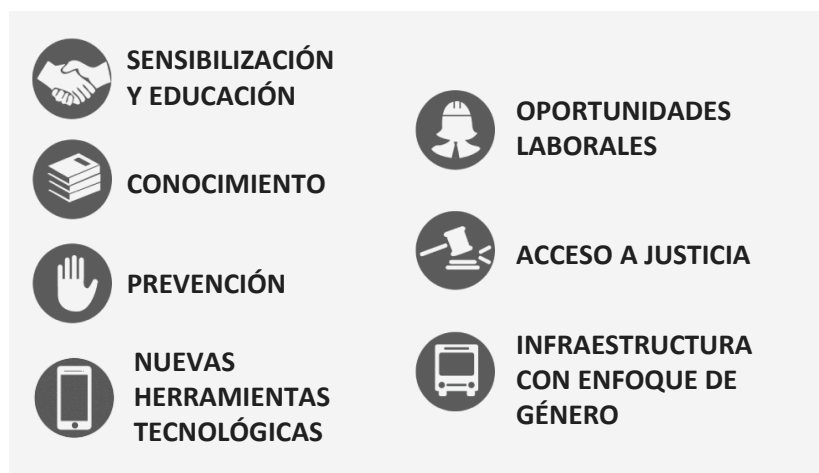 SENSIBILIZACIÓN
Y EDUCACIÓN
CONOCIMIENTO
PREVENCIÓN
NUEVAS
HERRAMIENTAS
TECNOLÓGICAS
OPORTUNIDADES
LABORALES
ACCESO A JUSTICIA
INFRAESTRUCTURA
CON ENFOQUE DE
GÉNERO